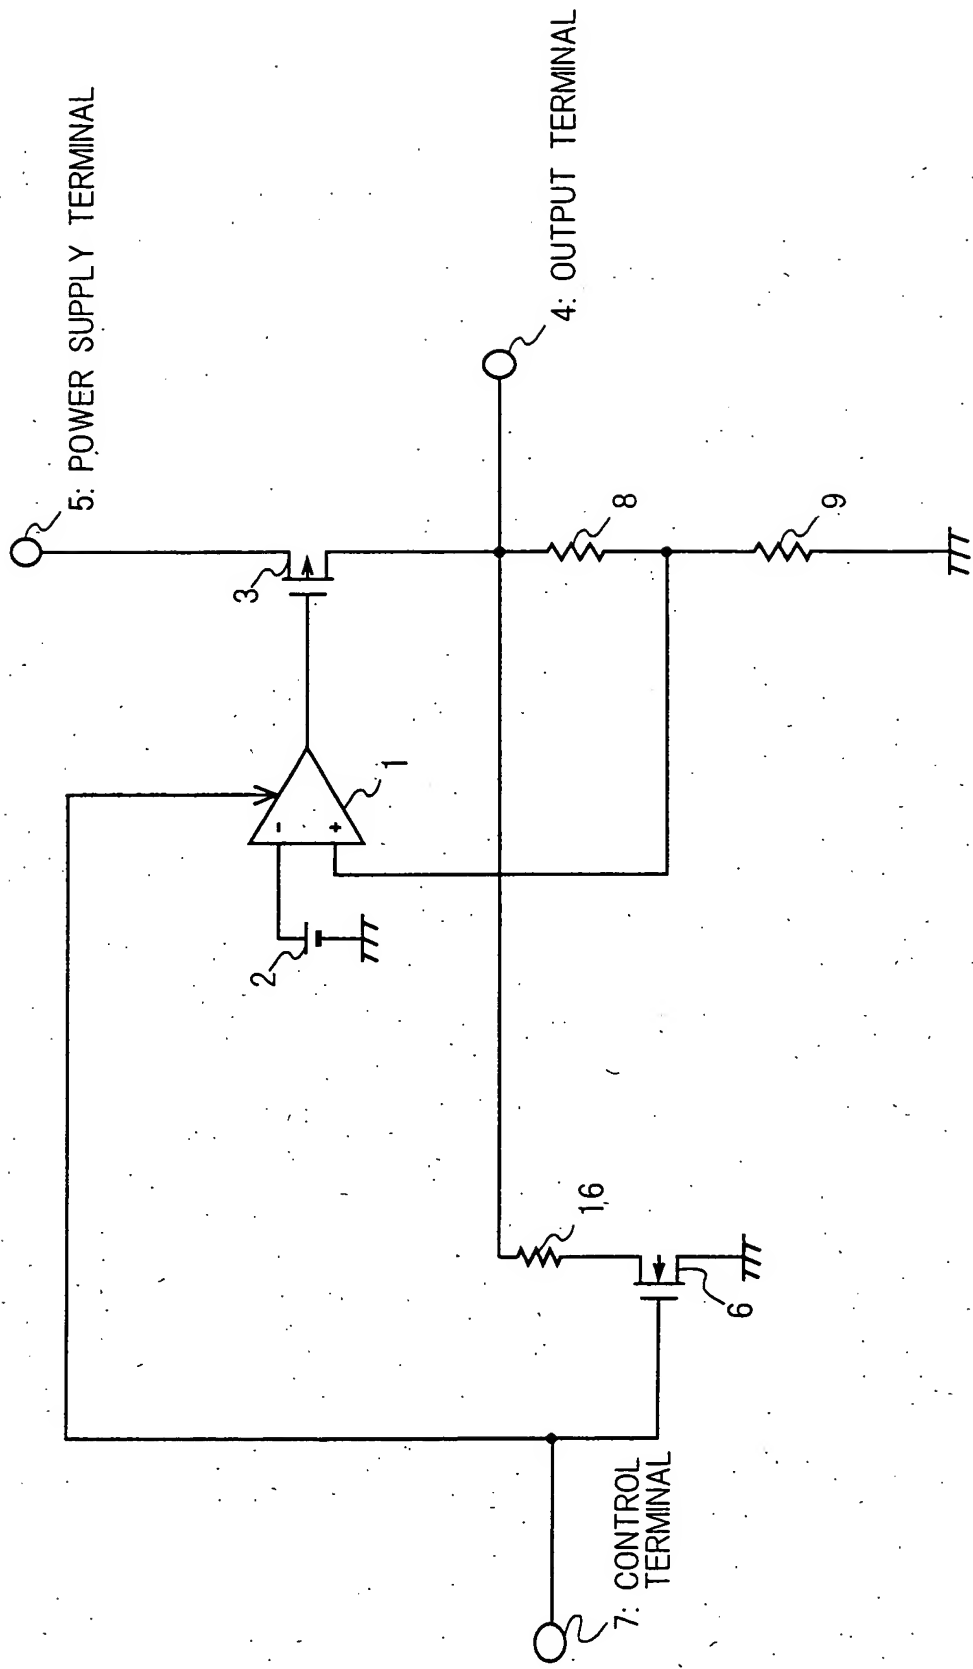 5: POWER SUPPLY TERMINAL
3
4: OUTPUT TERMINAL
1
-
+
2
8
9
16
6
7: CONTROL
TERMINAL